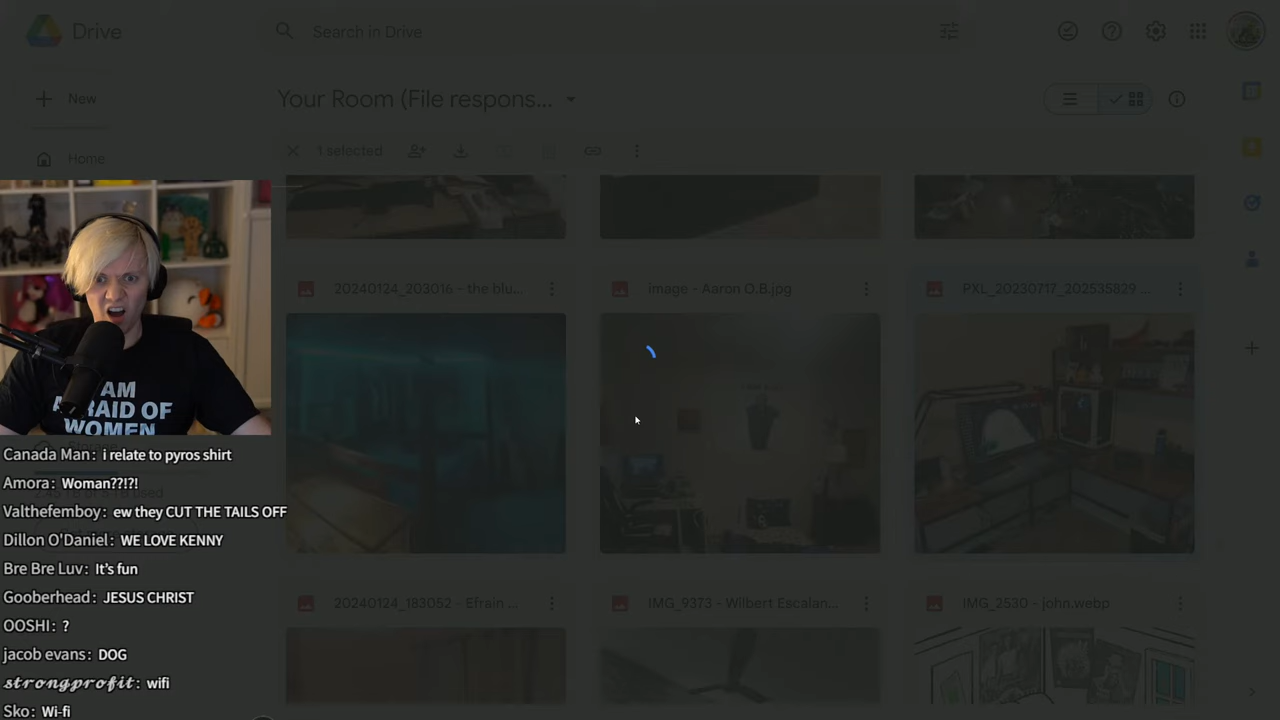 Drive
Search in Drive
New
Your Room (File respons...
Home
1 selected
20240124_203016 - the blu...
image - Aaron O.B.jpg
PXL_20230717_202535829 ...
I AM
AFRAID OF
WOMEN
Canada Man: i relate to pyros shirt
Amora: Woman??!?!
Valthefemboy: ew they CUT THE TAILS OFF
Dillon O'Daniel: WE LOVE KENNY
Bre Bre Luv: It's fun
Gooberhead: JESUS CHRIST
OOSHI: ?
jacob evans: DOG
strongprofit: wifi
Sko: Wi-fi
20240124_183052 - Efrain ...
IMG_9373 - Wilbert Escalan...
IMG_2530 - john.webp